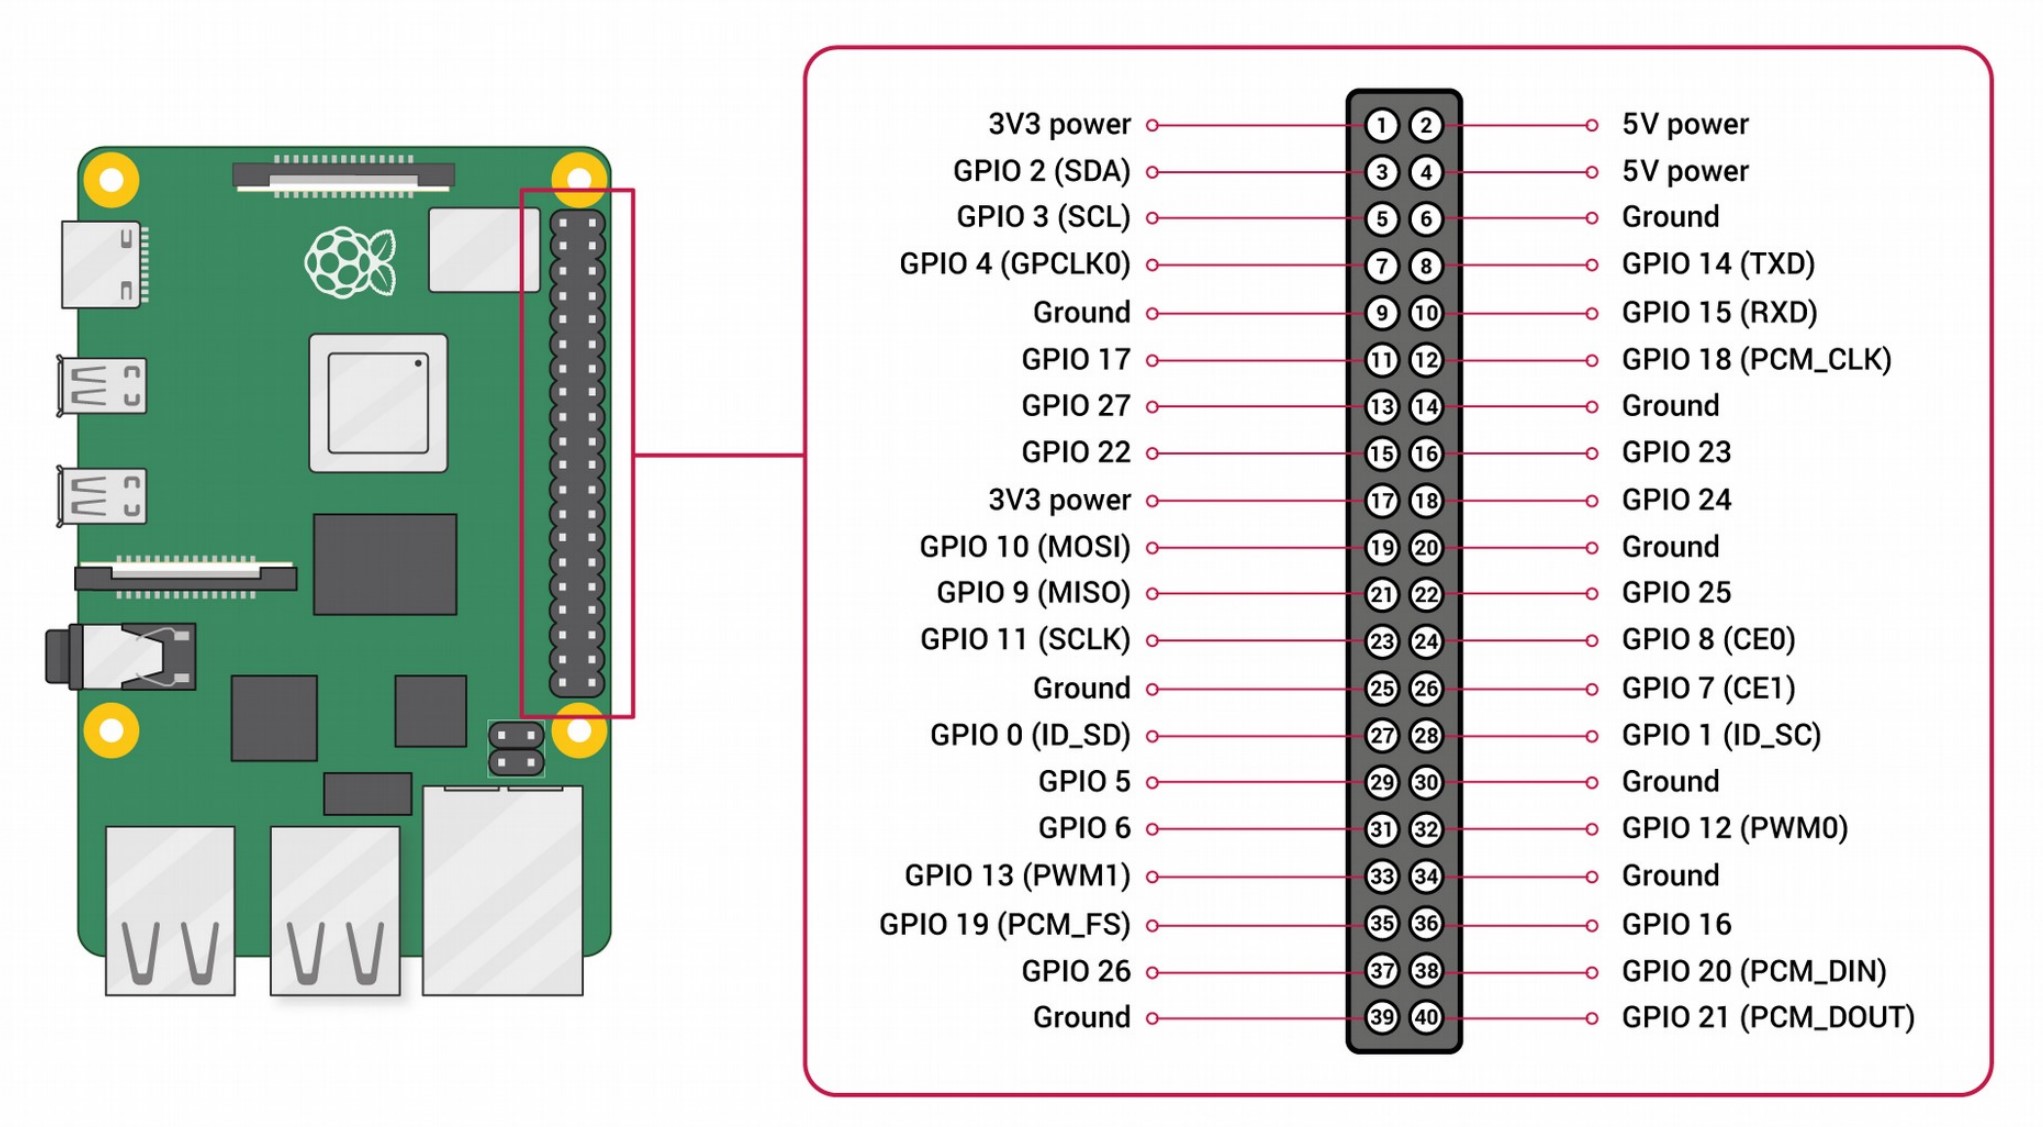 3V3 power 1 2 5V power
GPIO 2 (SDA) 3 4 5V power
GPIO 3 (SCL) 5 6 Ground
GPIO 4 (GPCLK0) 7 8 GPIO 14 (TXD)
Ground 9 10 GPIO 15 (RXD)
GPIO 17 11 12 GPIO 18 (PCM_CLK)
GPIO 27 13 14 Ground
GPIO 22 15 16 GPIO 23
3V3 power 17 18 GPIO 24
GPIO 10 (MOSI) 19 20 Ground
GPIO 9 (MISO) 21 22 GPIO 25
GPIO 11 (SCLK) 23 24 GPIO 8 (CE0)
Ground 25 26 GPIO 7 (CE1)
GPIO 0 (ID_SD) 27 28 GPIO 1 (ID_SC)
GPIO 5 29 30 Ground
GPIO 6 31 32 GPIO 12 (PWM0)
GPIO 13 (PWM1) 33 34 Ground
GPIO 19 (PCM_FS) 35 36 GPIO 16
GPIO 26 37 38 GPIO 20 (PCM_DIN)
Ground 39 40 GPIO 21 (PCM_DOUT)